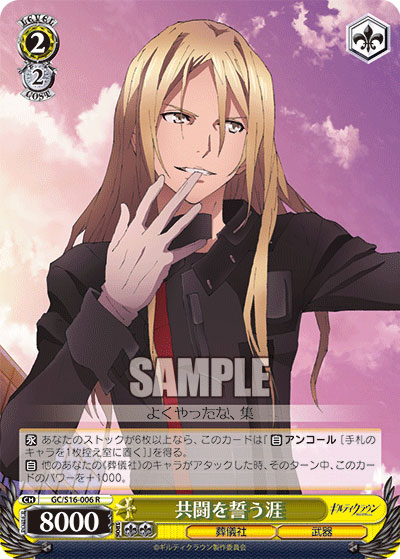 LEVEL
2
2
COST
SAMPLE
よくやったな、集
永 あなたのストックが6枚以上なら、このカードは『自 アンコール [手札の
キャラを1枚控え室に置く]』を得る。
自 他のあなたの《葬儀社》のキャラがアタックした時、そのターン中、このカー
ドのパワーを+1000。
CH GC/S16-006 R
8000
共闘を誓う涯
ギルティクラウン
葬儀社
武器
©ギルティクラウン製作委員会